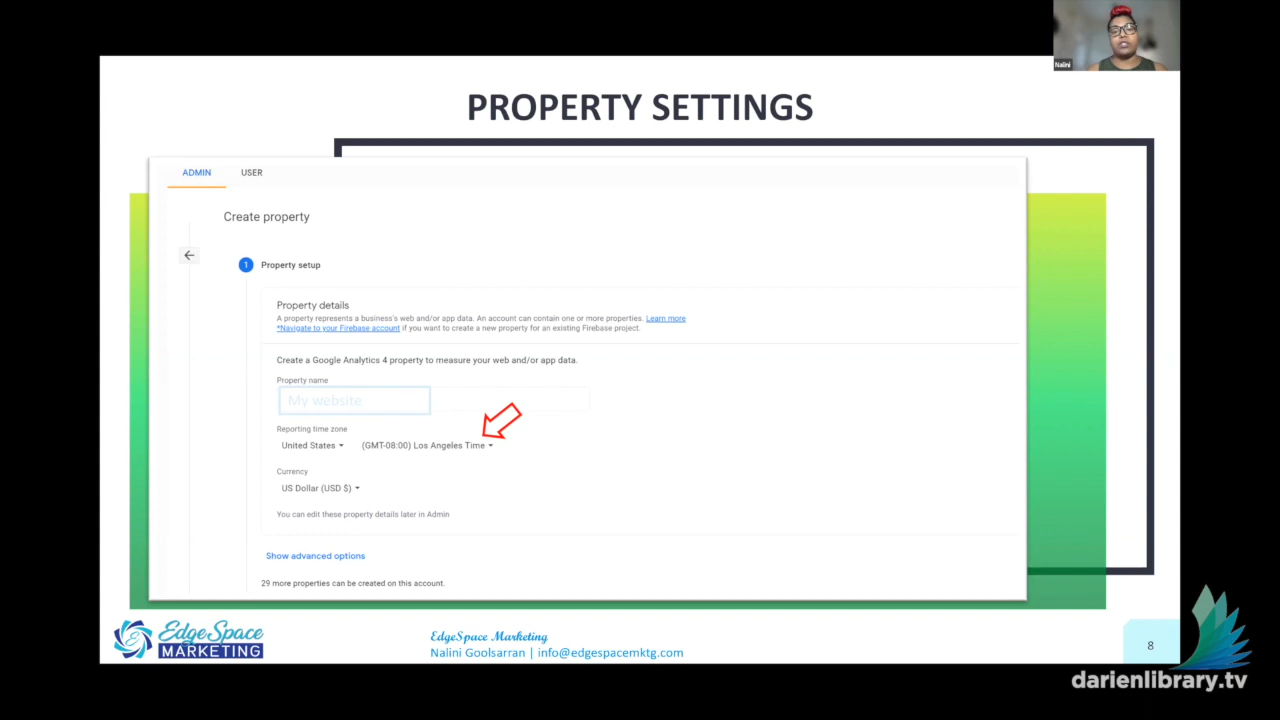 Nalini
PROPERTY SETTINGS
ADMIN USER
Create property
1 Property setup
Property details
A property represents a business's web and/or app data. An account can contain one or more properties. Learn more
*Navigate to your Firebase account if you want to create a new property for an existing Firebase project.
Create a Google Analytics 4 property to measure your web and/or app data.
Property name
My website
Reporting time zone
United States (GMT-08:00) Los Angeles Time
Currency
US Dollar (USD $)
You can edit these property details later in Admin
Show advanced options
29 more properties can be created on this account.
EdgeSpace
MARKETING
EdgeSpace Marketing
Nalini Goolsarran | info@edgespacemktg.com
8
darienlibrary.tv